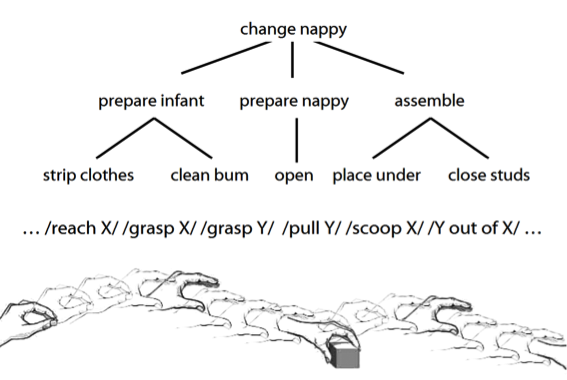 change nappy
prepare infant prepare nappy assemble
strip clothes clean bum open place under close studs
… /reach X/ /grasp X/ /grasp Y/ /pull Y/ /scoop X/ /Y out of X/ …